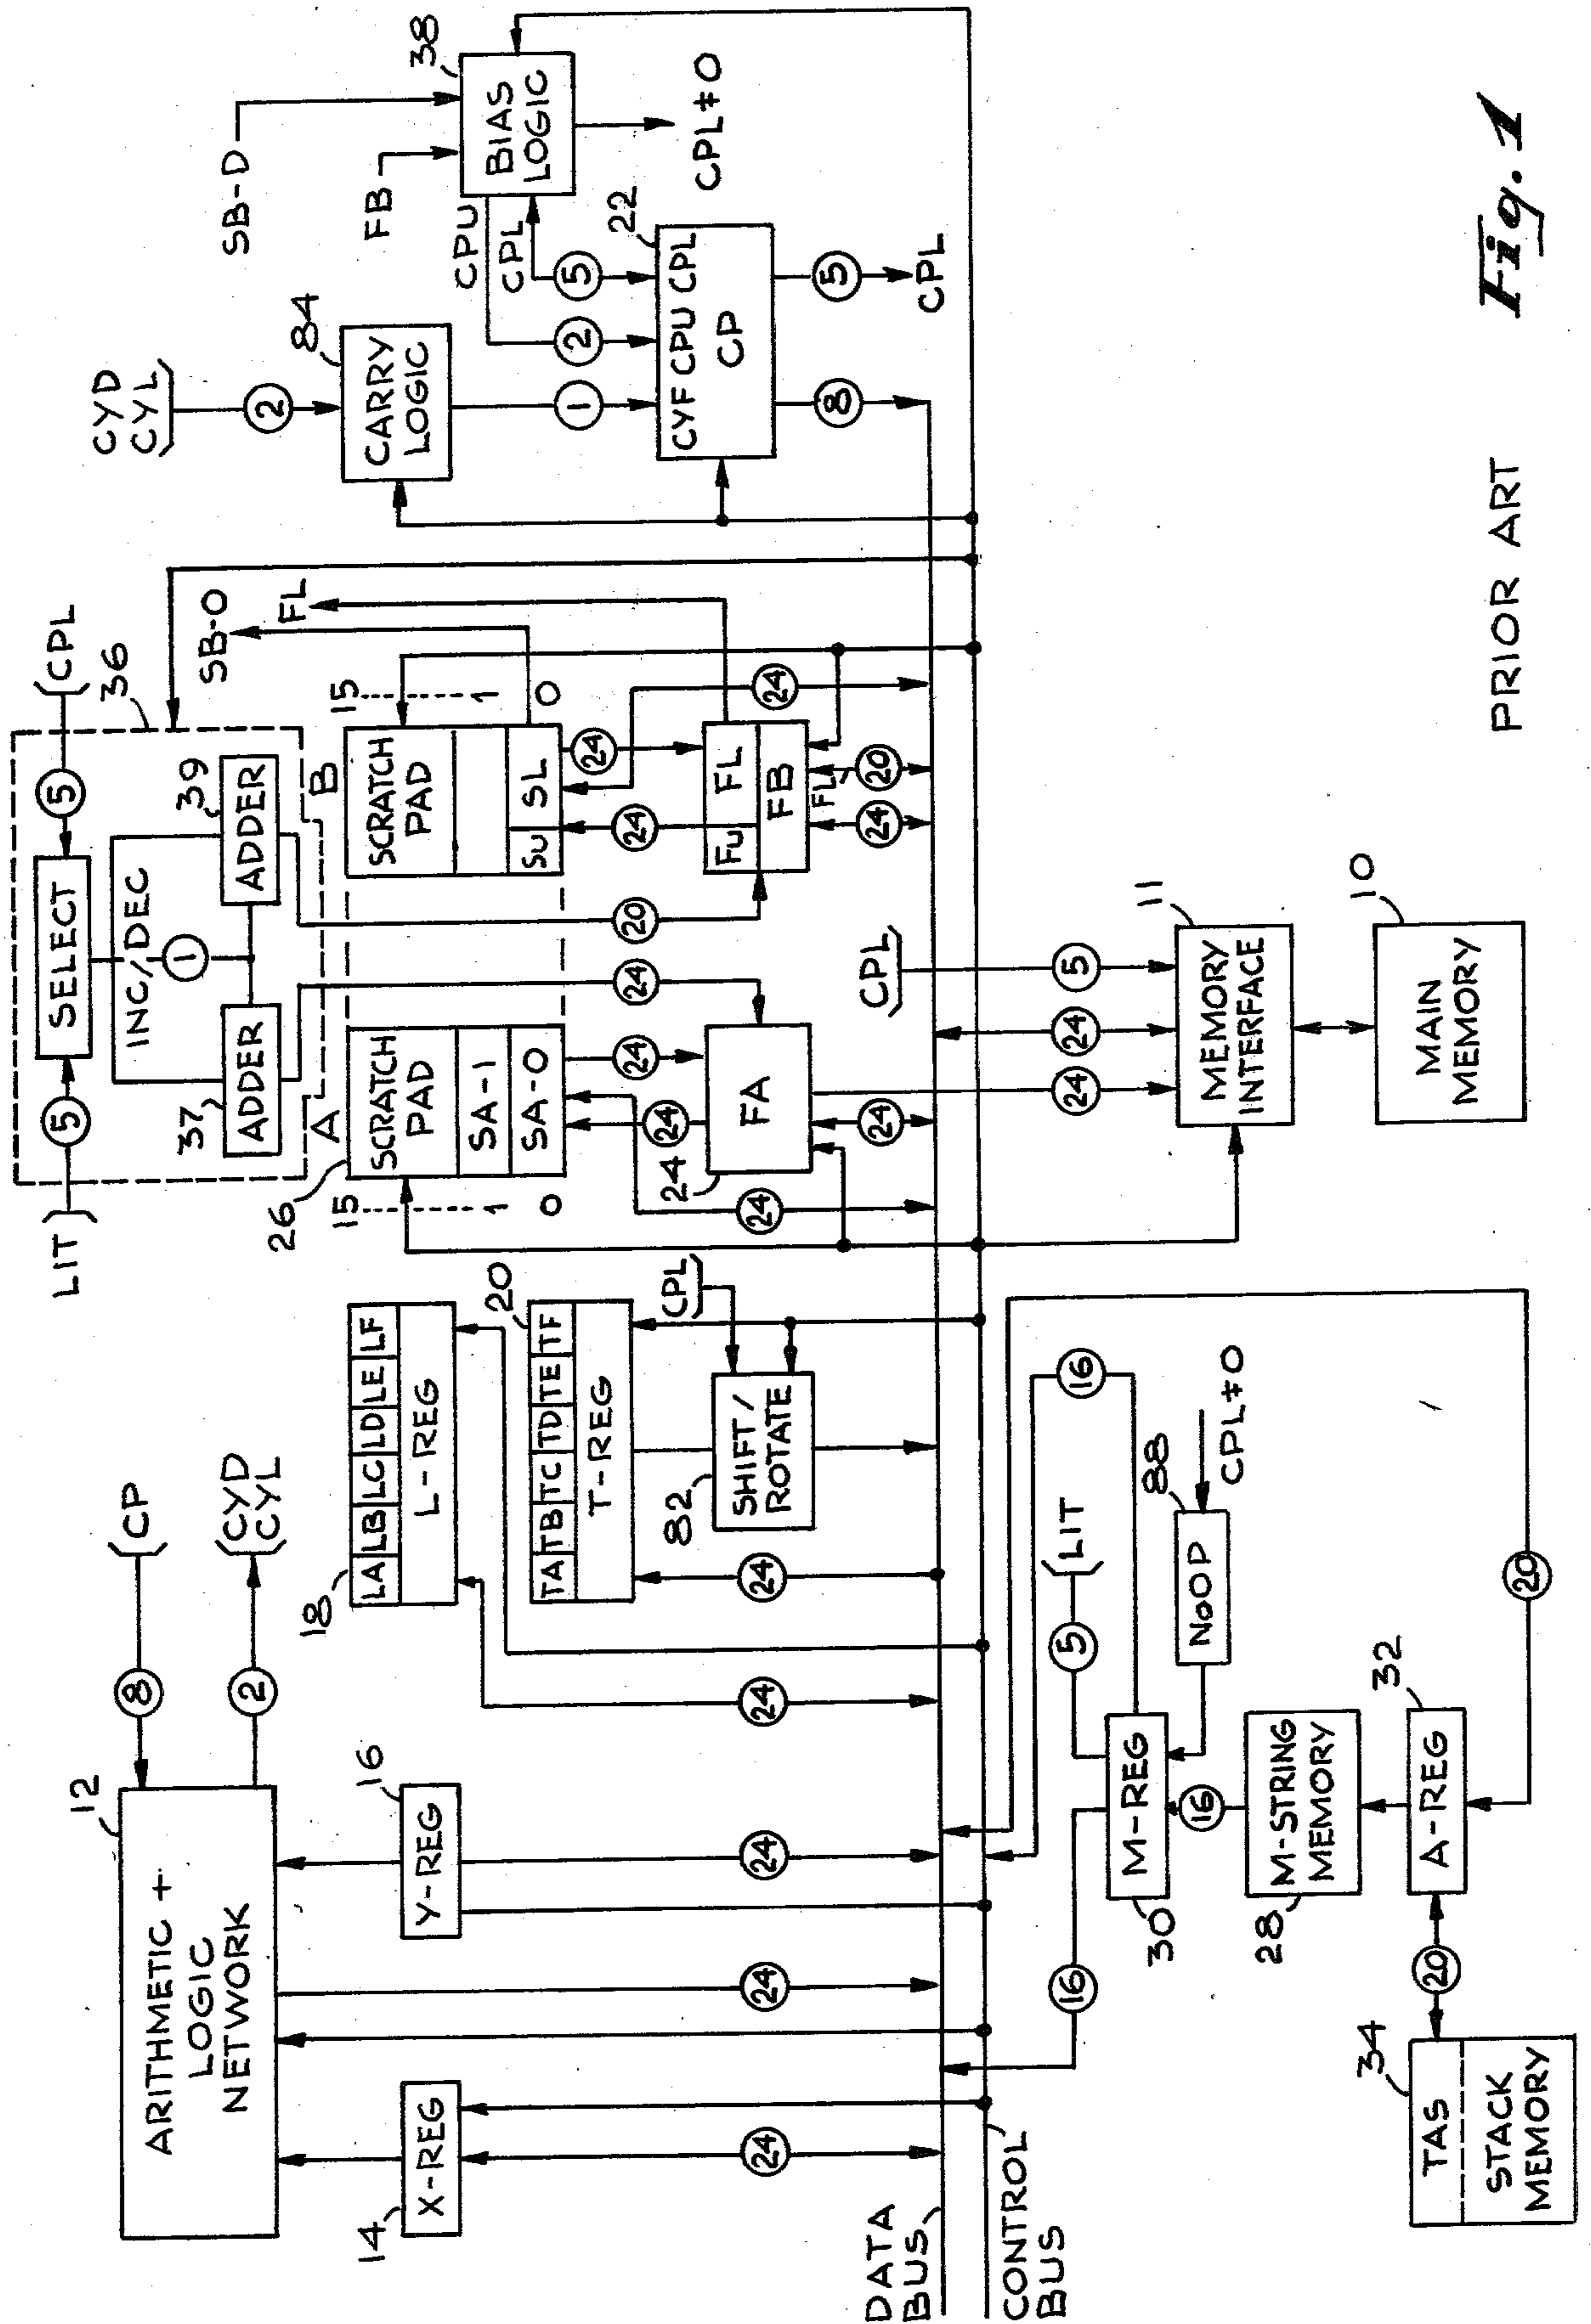 12
ARITHMETIC +
LOGIC
NETWORK
8
(CP
2
(CYD
CYL
14
X-REG
Y-REG
16
24
24
24
24
18
LA LB LC LD LE LF
L-REG
20
TA TB TC TD TE TF
T-REG
82
SHIFT/
ROTATE
(CPL
24
LIT)
5
SELECT
5
(CPL
36
INC/DEC
1
37
ADDER
ADDER
39
26
A
B
15
1
0
SCRATCH
PAD
SA-1
SA-0
SCRATCH
PAD
SU
SL
15
1
0
SB-0
FL
24
24
24
20
24
24
24
24
FA
24
24
FU
FL
FB
FL
24
20
CYD
CYL)
2
84
CARRY
LOGIC
1
SB-D
FB
38
BIAS
LOGIC
CPU
CPL
2
5
CPL≠0
22
CYF CPU CPL
CP
8
5
CPL
DATA
BUS
CONTROL
BUS
34
TAS
STACK
MEMORY
20
32
A-REG
20
28
M-STRING
MEMORY
16
30
M-REG
16
16
5
(LIT
88
NoOP
CPL≠0
(CPL
24
24
5
11
MEMORY
INTERFACE
10
MAIN
MEMORY
PRIOR ART
Fig. 1